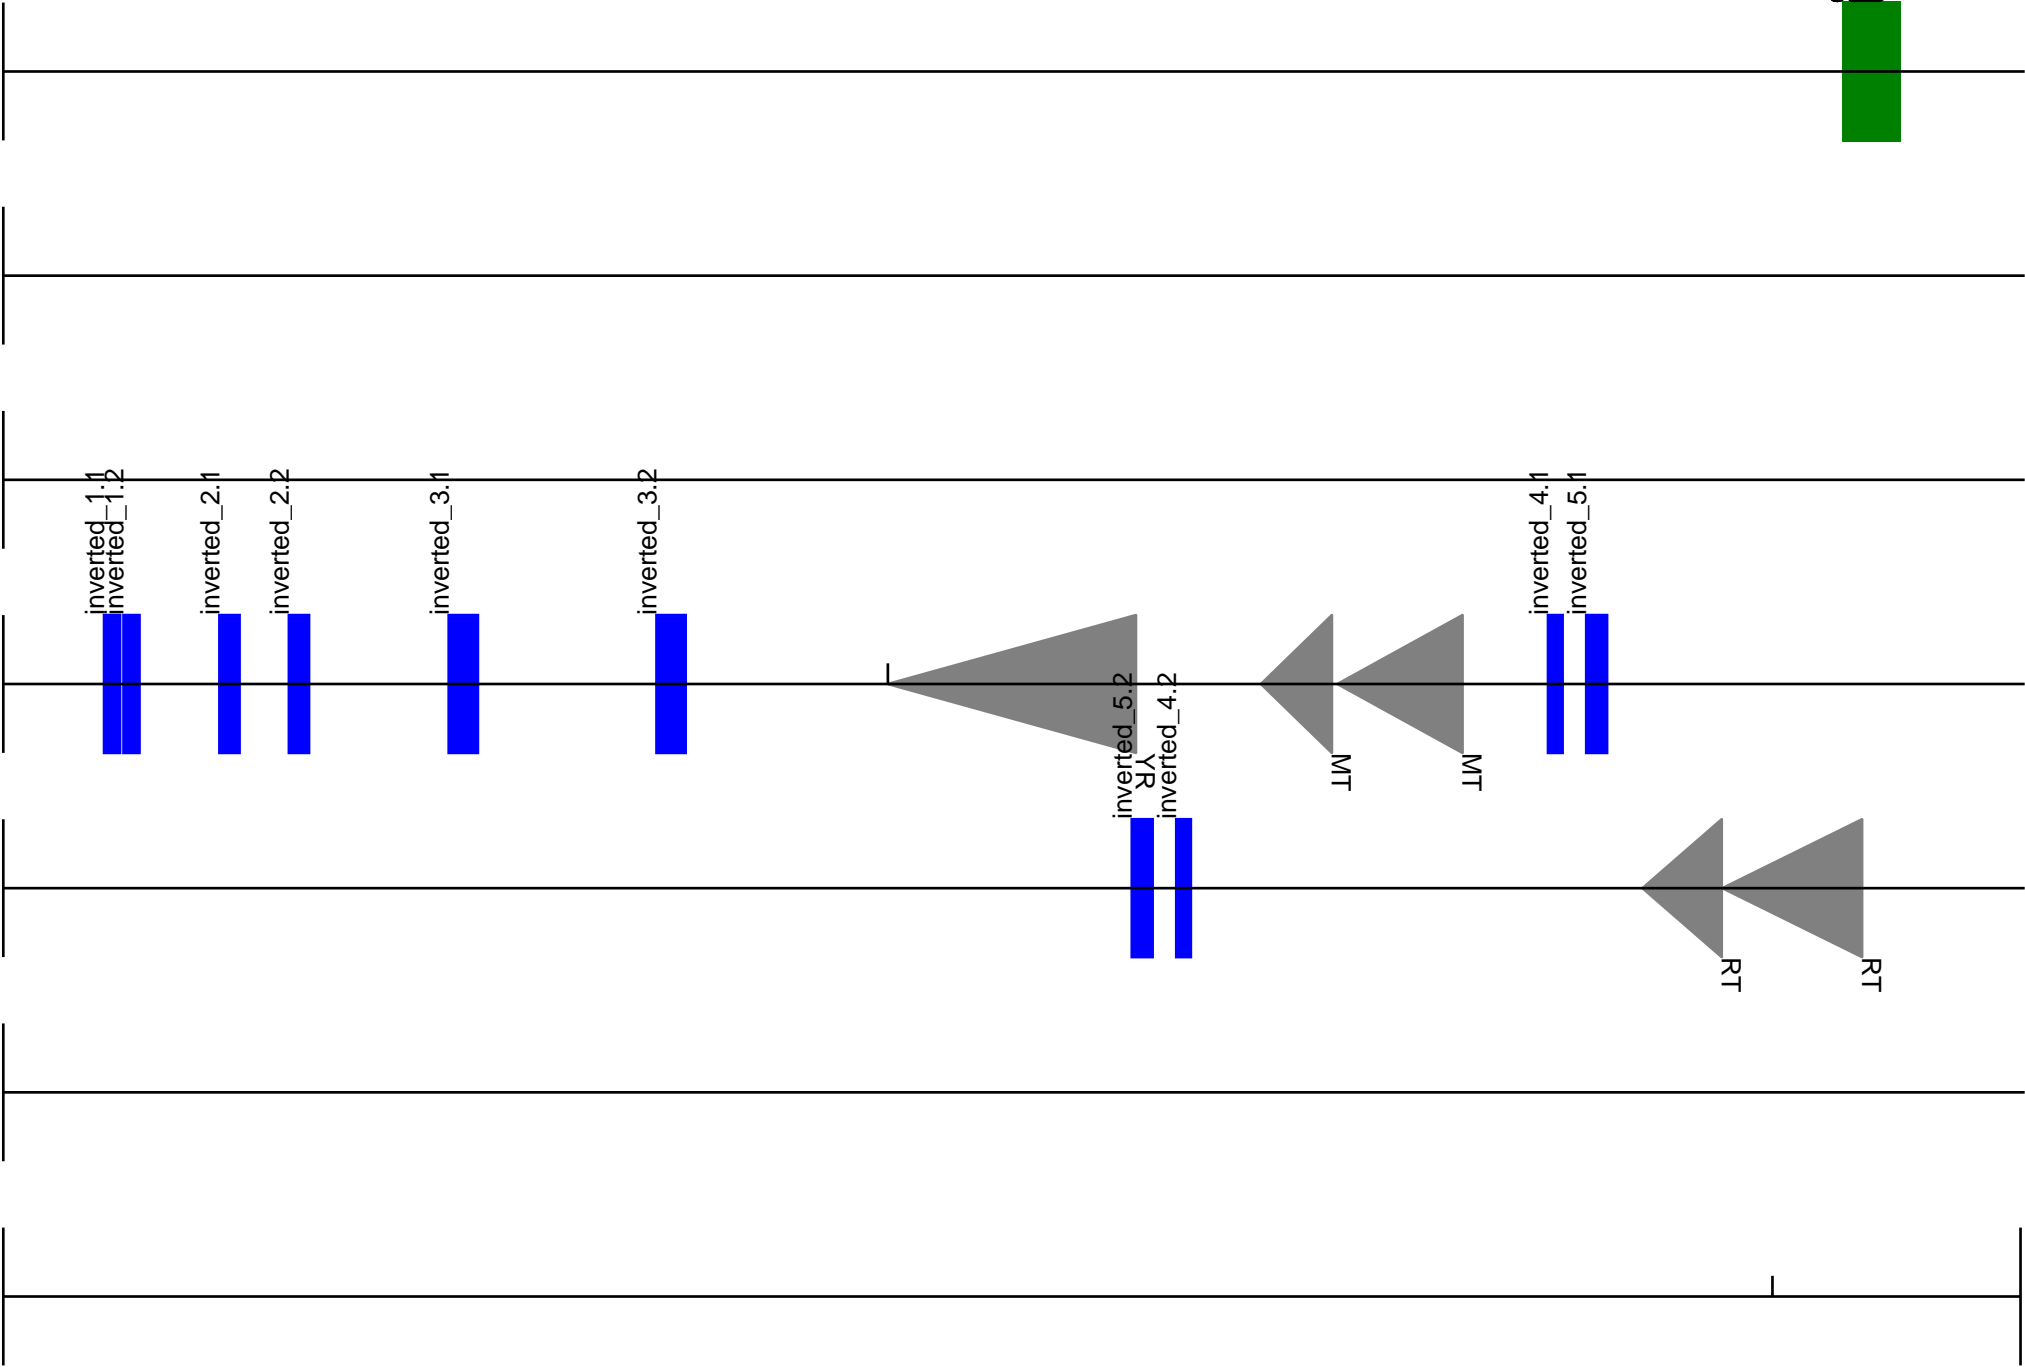 inverted_1.1
inverted_1.2
inverted_2.1
inverted_2.2
inverted_3.1
inverted_3.2
inverted_4.1
inverted_5.1
YR
MT
MT
inverted_5.2
inverted_4.2
RT
RT